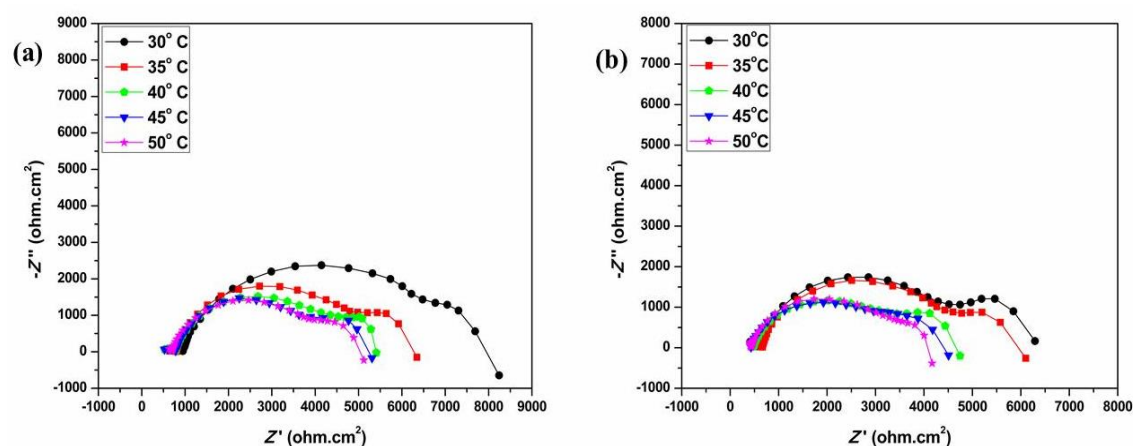 (a)
30° C
35° C
40° C
45° C
50° C
-Z'' (ohm.cm²)
9000
8000
7000
6000
5000
4000
3000
2000
1000
0
-1000
-1000 0 1000 2000 3000 4000 5000 6000 7000 8000 9000
Z' (ohm.cm²)
(b)
30°C
35°C
40°C
45°C
50°C
-Z'' (ohm.cm²)
8000
7000
6000
5000
4000
3000
2000
1000
0
-1000
-1000 0 1000 2000 3000 4000 5000 6000 7000 8000
Z' (ohm.cm²)